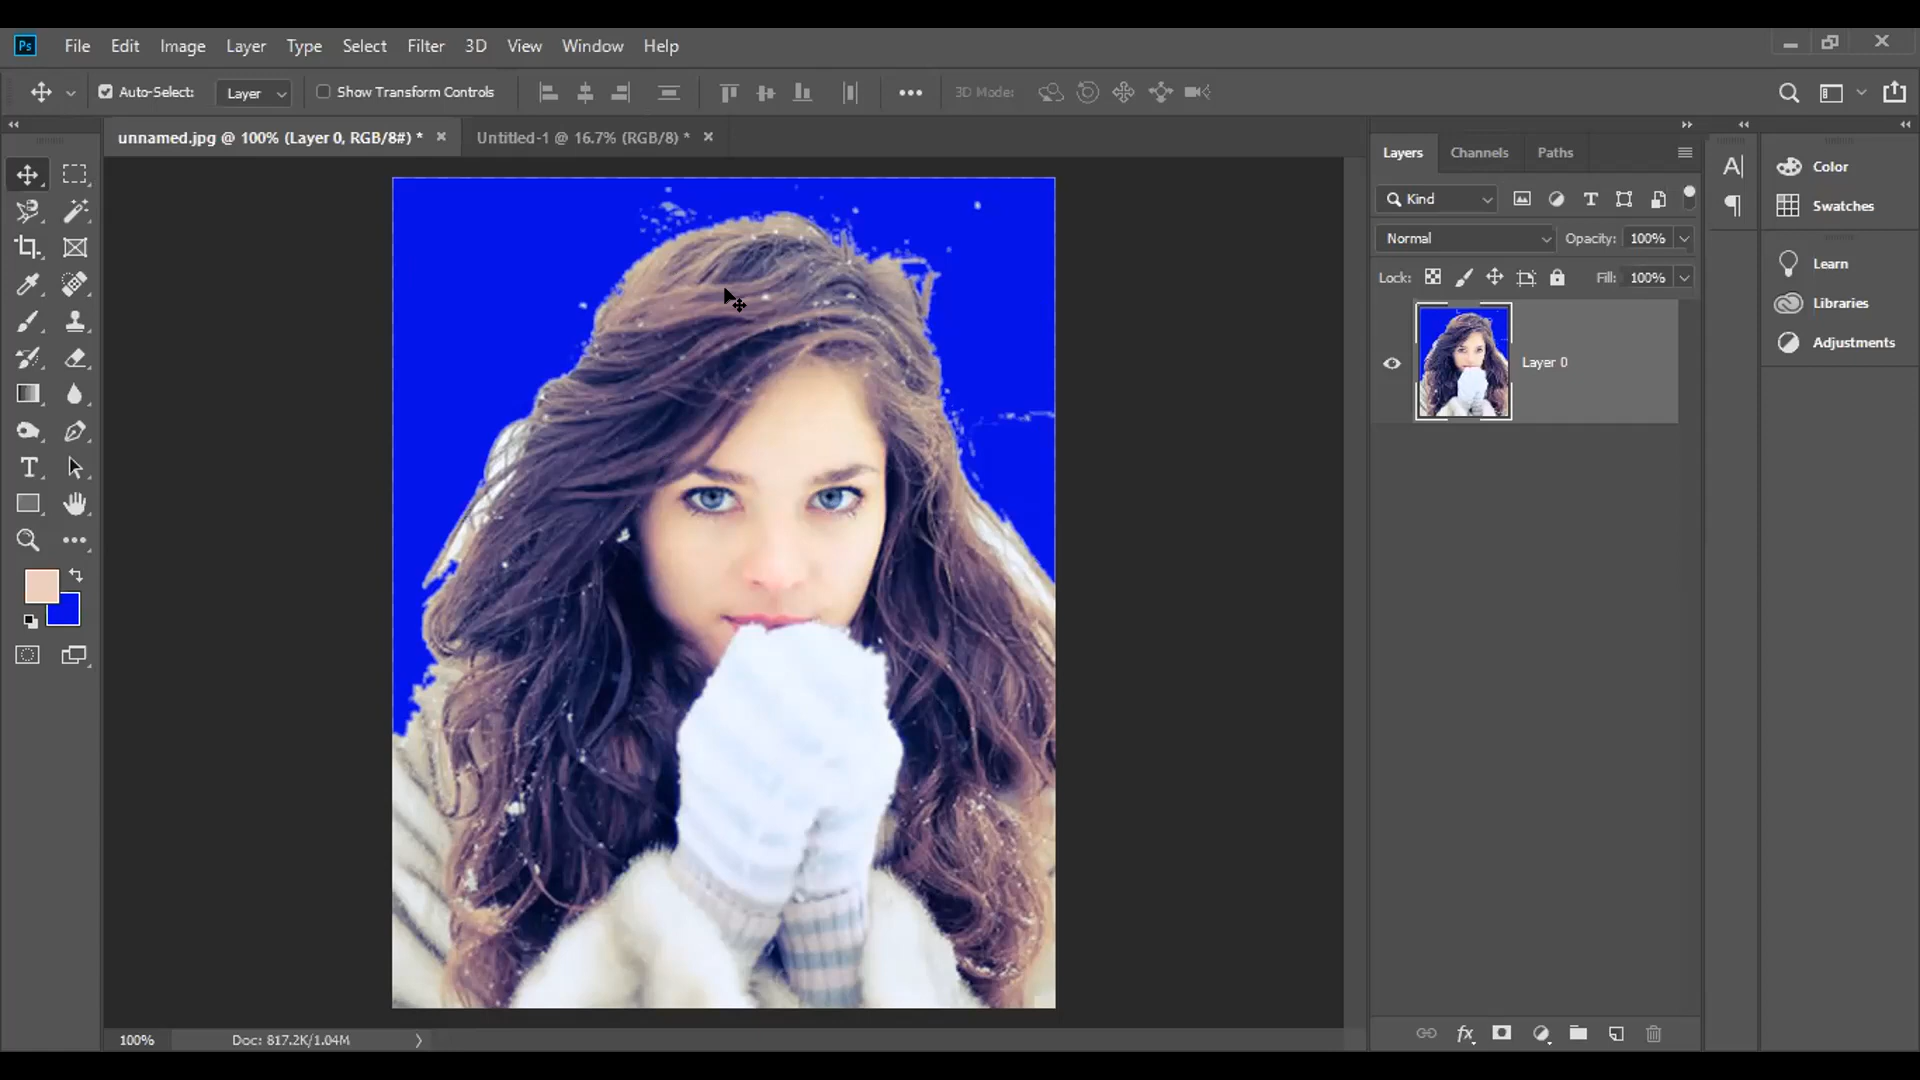 Ps File Edit Image Layer Type Select Filter 3D View Window Help
Auto-Select: Layer Show Transform Controls 3D Mode:
unnamed.jpg @ 100% (Layer 0, RGB/8#) * Untitled-1 @ 16.7% (RGB/8) *
Layers Channels Paths
Kind
Normal Opacity: 100%
Lock: Fill: 100%
Layer 0
Color
Swatches
Learn
Libraries
Adjustments
100% Doc: 817.2K/1.04M